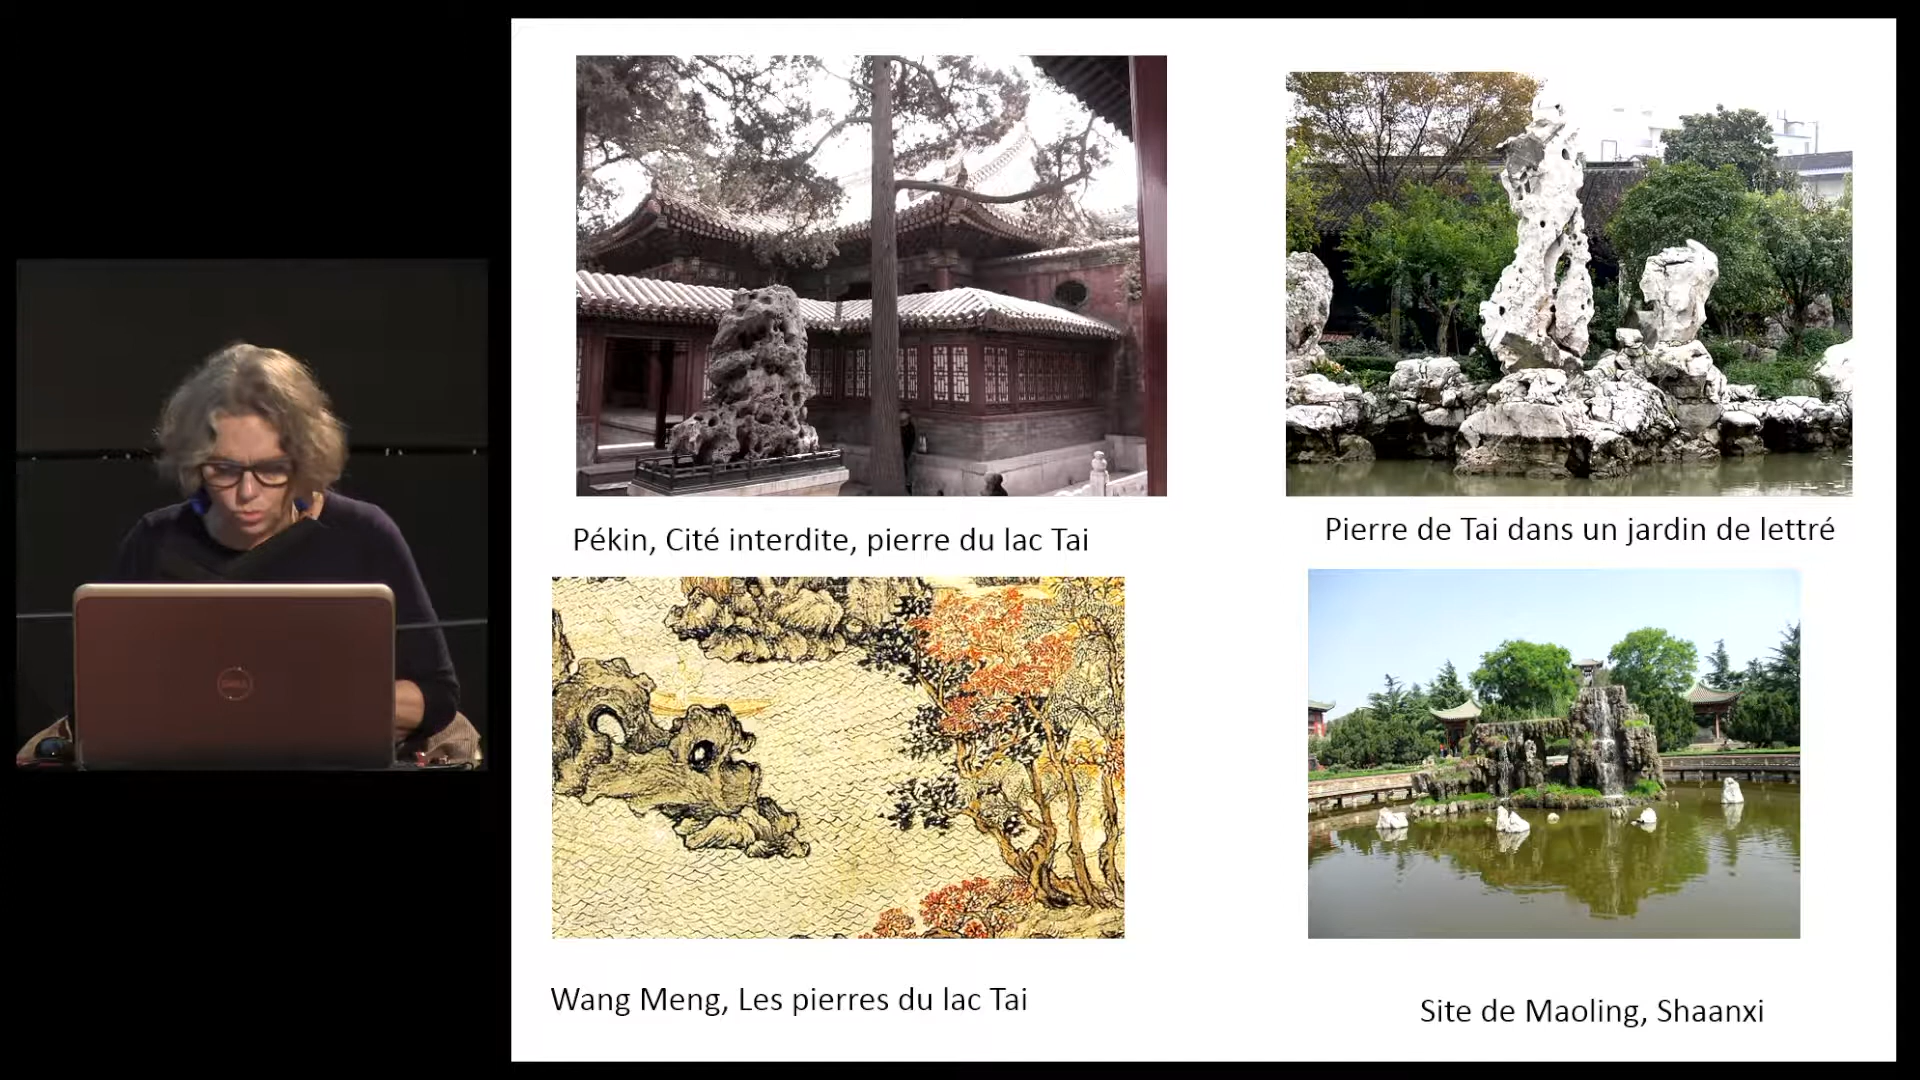 Pékin, Cité interdite, pierre du lac Tai
Pierre de Tai dans un jardin de lettré
Wang Meng, Les pierres du lac Tai
Site de Maoling, Shaanxi
DELL